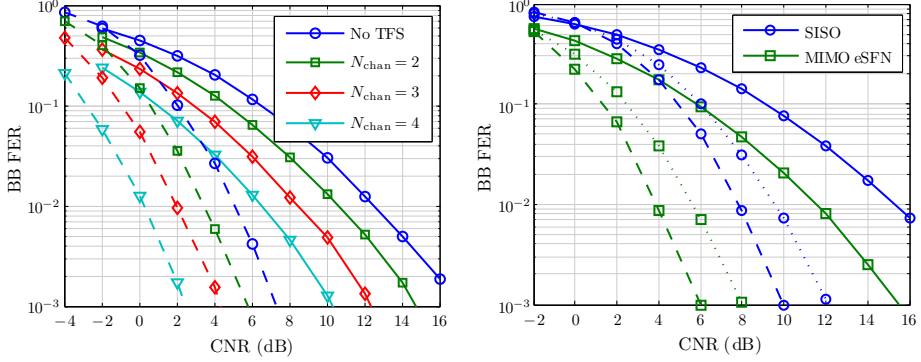 10^0
10^-1
10^-2
10^-3
BB FER
−4 −2 0 2 4 6 8 10 12 14 16
CNR (dB)
No TFS
N_chan = 2
N_chan = 3
N_chan = 4
10^0
10^-1
10^-2
10^-3
BB FER
−2 0 2 4 6 8 10 12 14 16
CNR (dB)
SISO
MIMO eSFN